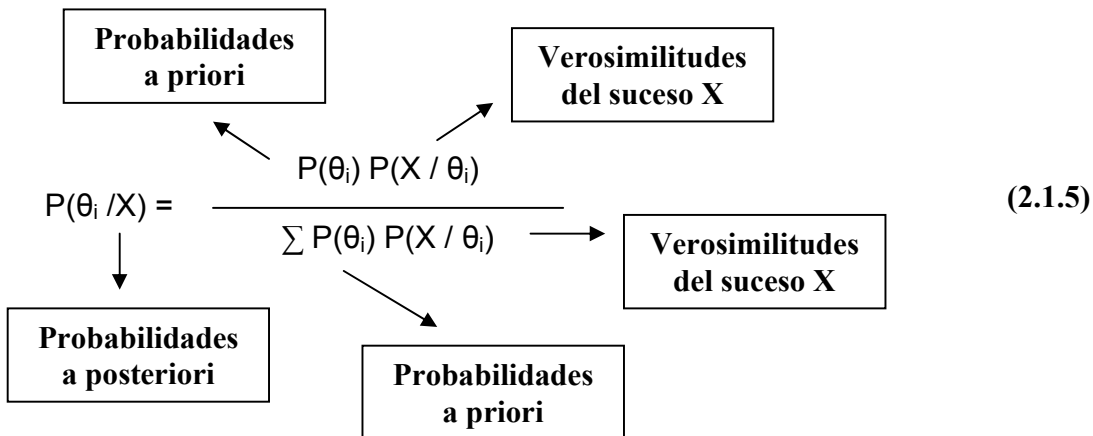 Probabilidades
a priori
Verosimilitudes
del suceso X
P(θᵢ) P(X / θᵢ)
P(θᵢ /X) =
(2.1.5)
∑ P(θᵢ) P(X / θᵢ)
Verosimilitudes
del suceso X
Probabilidades
a posteriori
Probabilidades
a priori